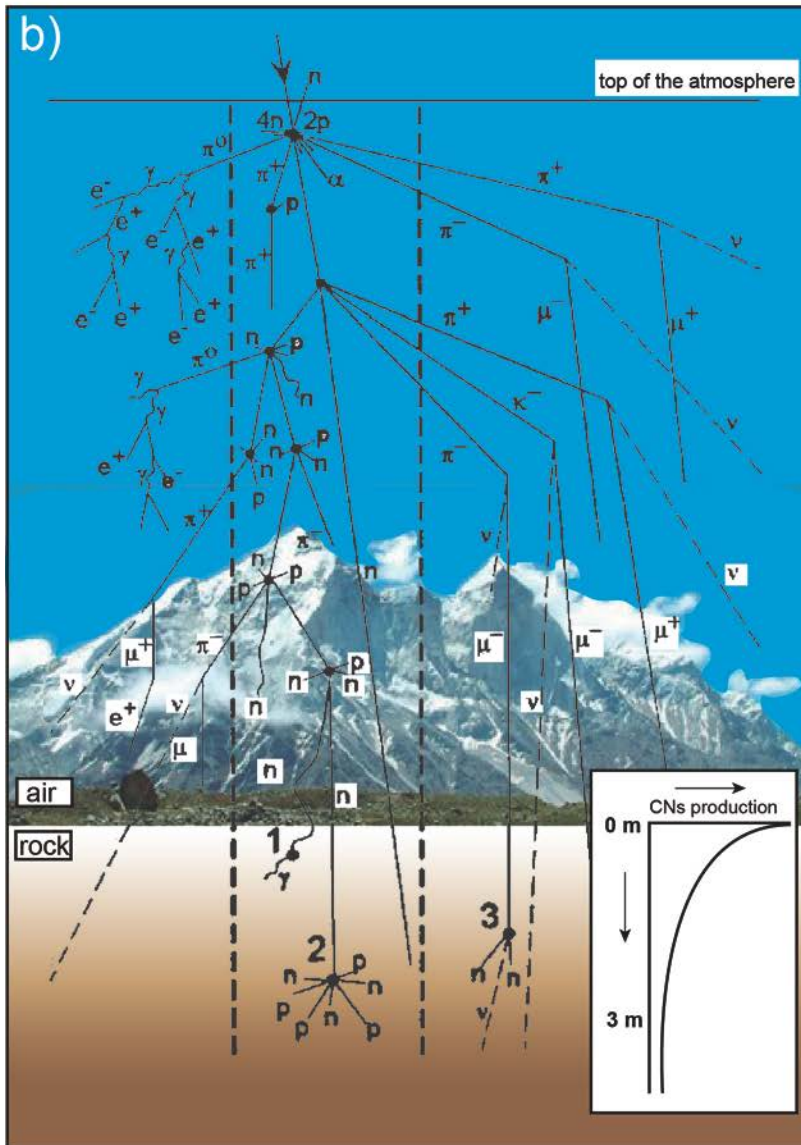 b)
top of the atmosphere
n
4n 2p
π⁰
α
π⁺
π⁺
γ
e⁻
γ
p
e⁺
π⁻
ν
e⁻
e⁺
γ
γ
π⁺
μ⁻
μ⁺
e⁻
e⁺
e⁻
e⁺
π⁺
n
p
π⁰
γ
γ
n
κ⁻
ν
n
p
n
n
n
p
e⁺
e⁻
γ
π⁻
π⁺
ν
π⁻
n
n
p
p
ν
μ⁺
π⁻
μ⁻
μ⁻
μ⁺
ν
n
p
n
n
e⁺
ν
ν
μ
n
n
air
rock
CNs production
0 m
1
γ
3
2
n
p
n
p
n
p
p
n
n
ν
3 m